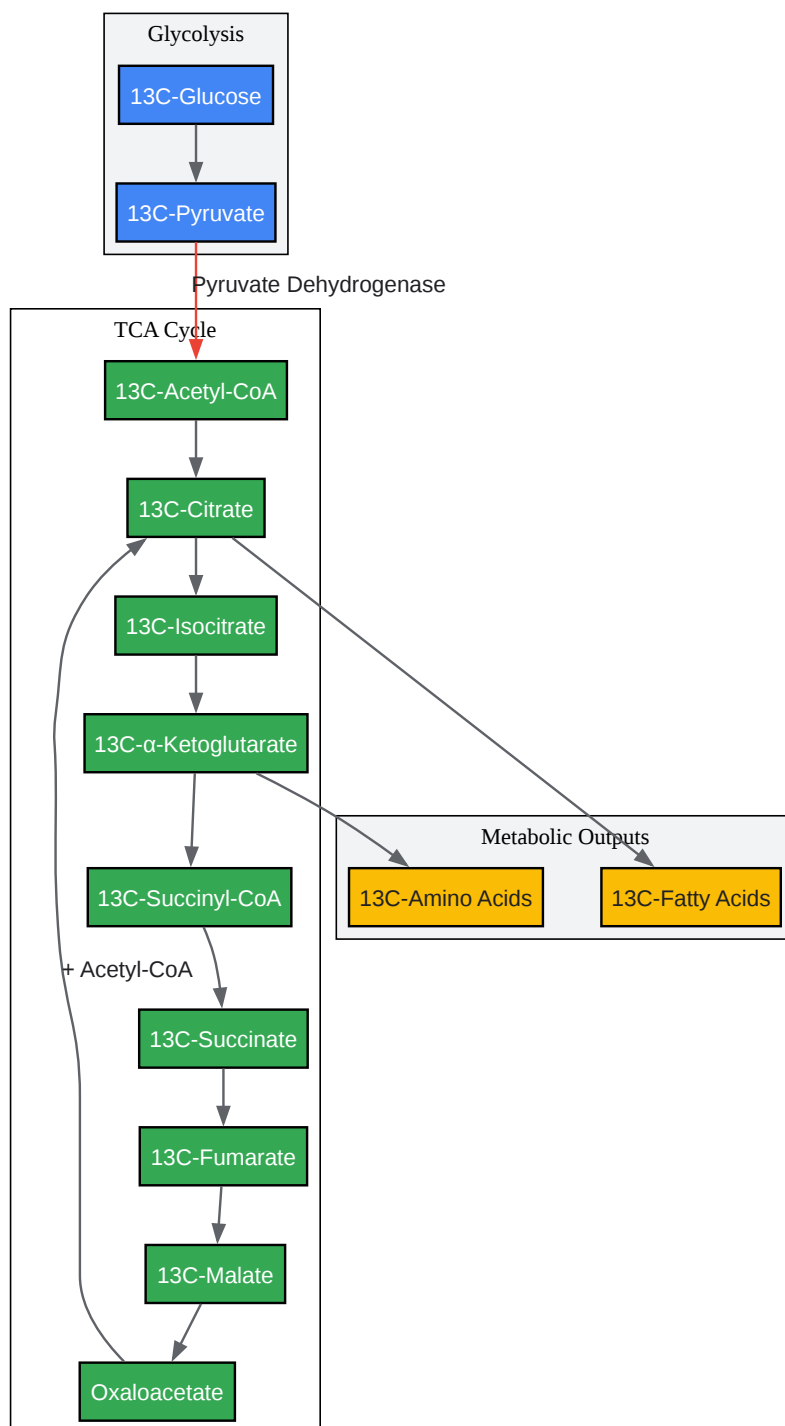 Glycolysis
13C-Glucose
13C-Pyruvate
Pyruvate Dehydrogenase
TCA Cycle
13C-Acetyl-CoA
13C-Citrate
13C-Isocitrate
13C-α-Ketoglutarate
Metabolic Outputs
13C-Succinyl-CoA
13C-Amino Acids
13C-Fatty Acids
+ Acetyl-CoA
13C-Succinate
13C-Fumarate
13C-Malate
Oxaloacetate